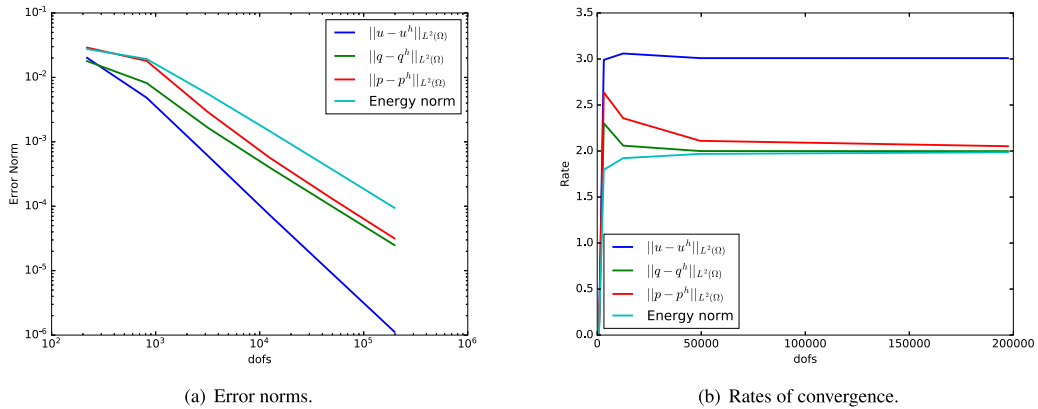 10^{-1}
10^{-2}
10^{-3}
10^{-4}
10^{-5}
10^{-6}
Error Norm
10^2 10^3 10^4 10^5 10^6
dofs
||u − u^h||_{L^2(Ω)}
||q − q^h||_{L^2(Ω)}
||p − p^h||_{L^2(Ω)}
Energy norm
(a) Error norms.
3.5
3.0
2.5
2.0
1.5
1.0
0.5
0.0
Rate
0 50000 100000 150000 200000
dofs
||u − u^h||_{L^2(Ω)}
||q − q^h||_{L^2(Ω)}
||p − p^h||_{L^2(Ω)}
Energy norm
(b) Rates of convergence.